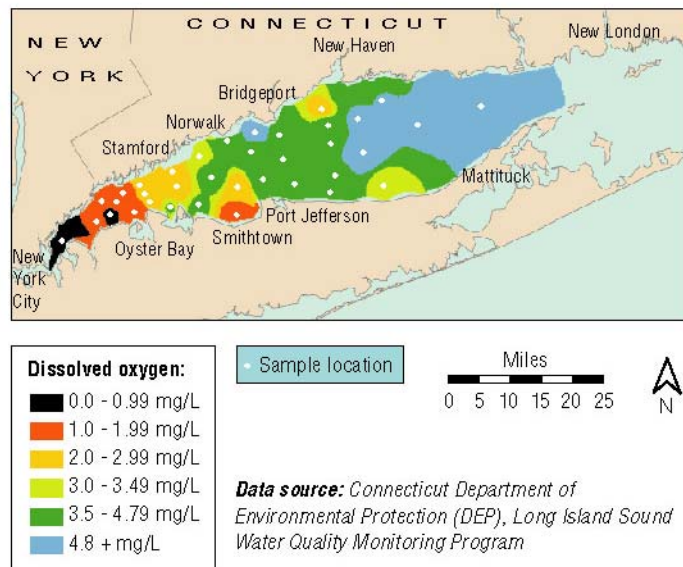 CONNECTICUT
NEW
YORK
New London
New Haven
Bridgeport
Norwalk
Stamford
Mattituck
Port Jefferson
Smithtown
Oyster Bay
New
York
City
Dissolved oxygen:
0.0 - 0.99 mg/L
1.0 - 1.99 mg/L
2.0 - 2.99 mg/L
3.0 - 3.49 mg/L
3.5 - 4.79 mg/L
4.8 + mg/L
Sample location
Miles
0 5 10 15 20 25
N
Data source: Connecticut Department of
Environmental Protection (DEP), Long Island Sound
Water Quality Monitoring Program